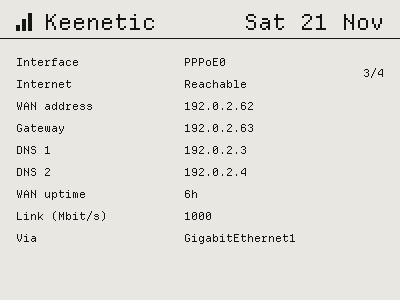 Keenetic Sat 21 Nov
Interface PPPoE0
3/4
Internet Reachable
WAN address 192.0.2.62
Gateway 192.0.2.63
DNS 1 192.0.2.3
DNS 2 192.0.2.4
WAN uptime 6h
Link (Mbit/s) 1000
Via GigabitEthernet1